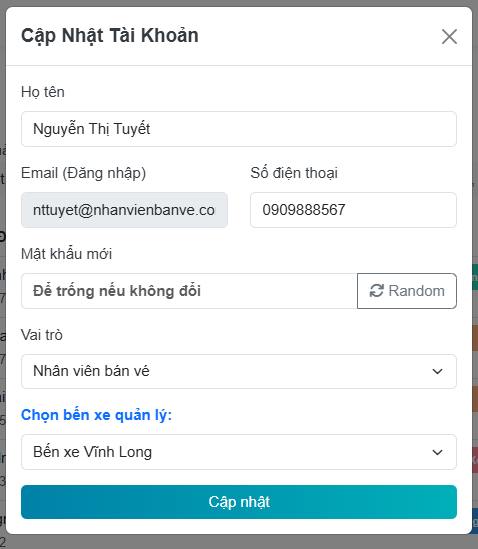 Cập Nhật Tài Khoản
Họ tên
Nguyễn Thị Tuyết
Email (Đăng nhập)
Số điện thoại
nttuyet@nhanvienbanve.co
0909888567
Mật khẩu mới
Để trống nếu không đổi
Random
Vai trò
Nhân viên bán vé
Chọn bến xe quản lý:
Bến xe Vĩnh Long
Cập nhật